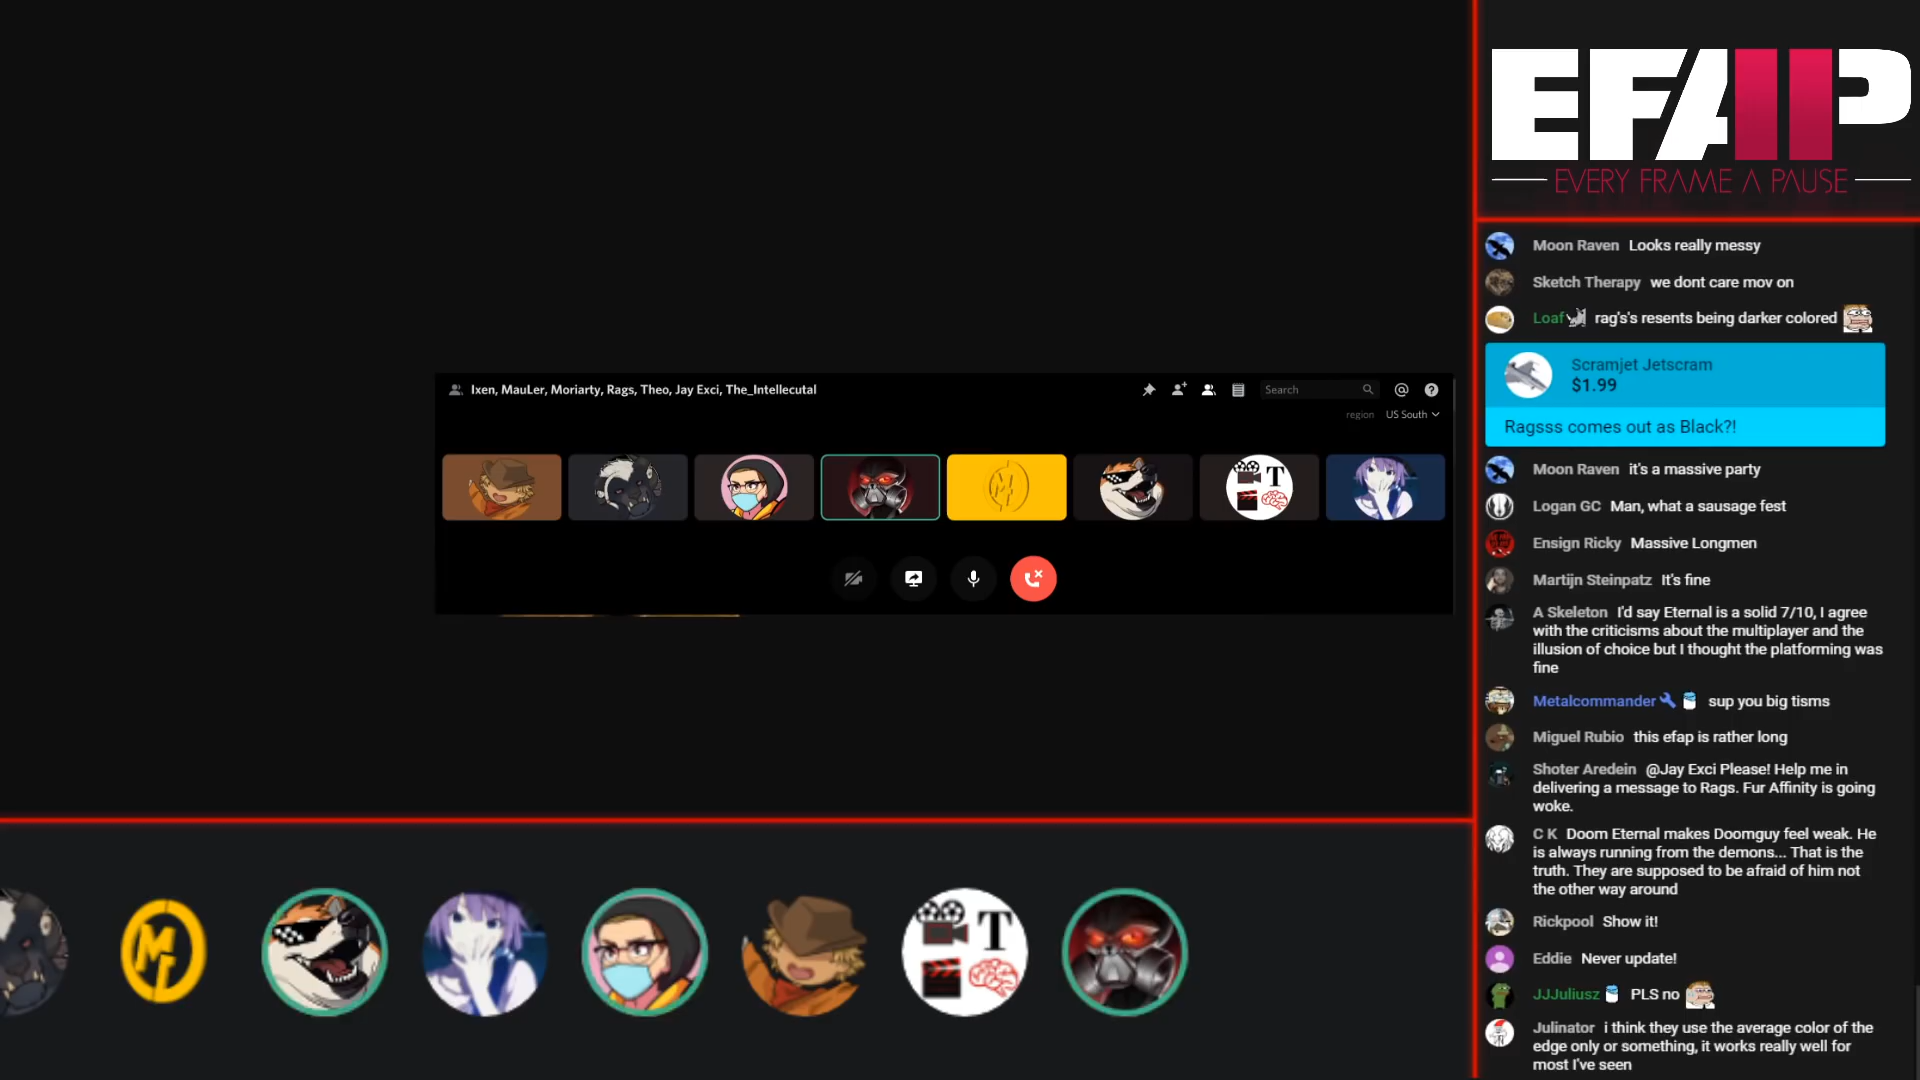 EFAP
EVERY FRAME A PAUSE
Ixen, MauLer, Moriarty, Rags, Theo, Jay Exci, The_Intellecutal
Search
region US South
T
Moon Raven Looks really messy
Sketch Therapy we dont care mov on
Loaf rag's's resents being darker colored
Scramjet Jetscram
$1.99
Ragsss comes out as Black?!
Moon Raven it's a massive party
Logan GC Man, what a sausage fest
Ensign Ricky Massive Longmen
Martijn Steinpatz It's fine
A Skeleton I'd say Eternal is a solid 7/10, I agree
with the criticisms about the multiplayer and the
illusion of choice but I thought the platforming was
fine
Metalcommander sup you big tisms
Miguel Rubio this efap is rather long
Shoter Aredein @Jay Exci Please! Help me in
delivering a message to Rags. Fur Affinity is going
woke.
C K Doom Eternal makes Doomguy feel weak. He
is always running from the demons... That is the
truth. They are supposed to be afraid of him not
the other way around
Rickpool Show it!
Eddie Never update!
JJJuliusz PLS no
Julinator i think they use the average color of the
edge only or something, it works really well for
most I've seen
T